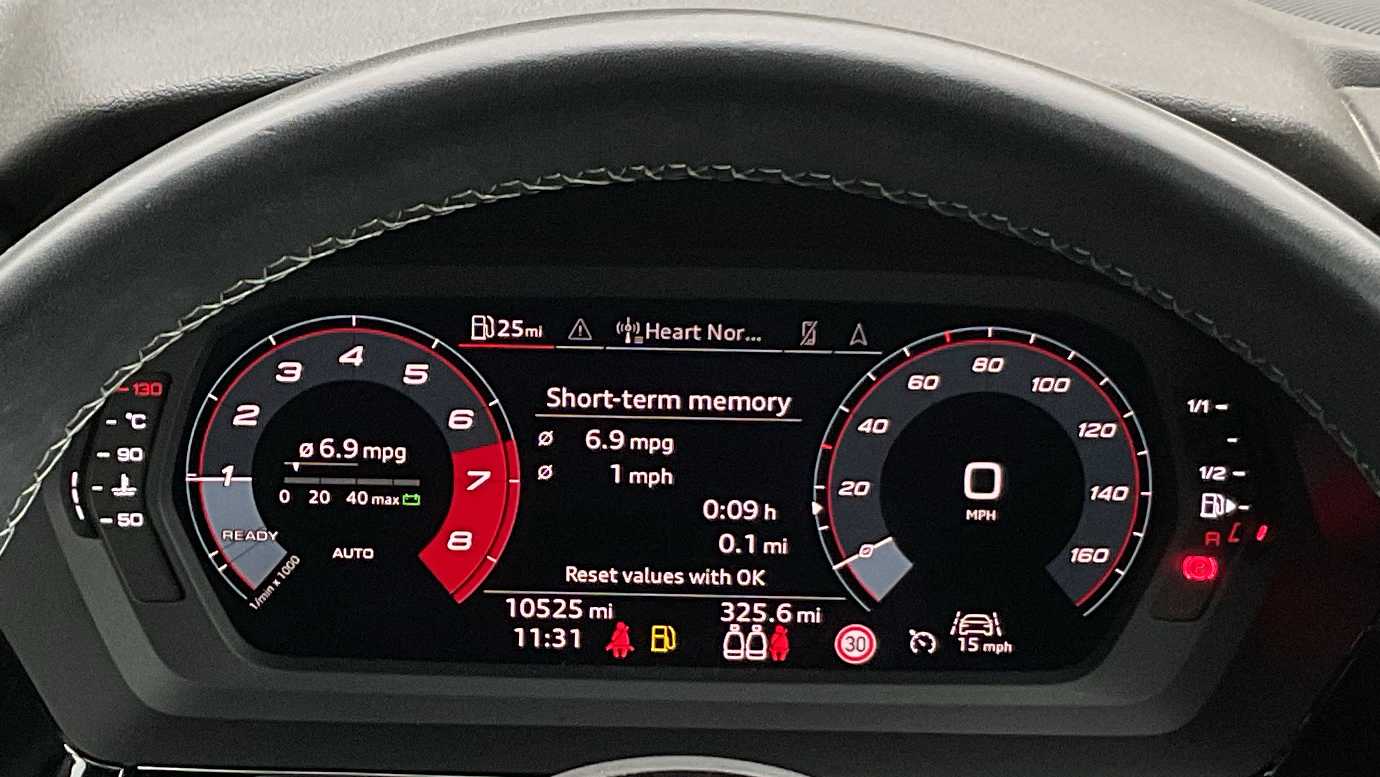 25mi
Heart Nor...
130
°C
90
50
1
2
3
4
5
6
7
8
READY
1/min x 1000
ø 6.9 mpg
0 20 40 max
AUTO
Short-term memory
ø 6.9 mpg
ø 1 mph
0:09 h
0.1 mi
Reset values with OK
10525 mi
325.6 mi
11:31
30
15 mph
0
20
40
60
80
100
120
140
160
0
MPH
1/1
1/2
R